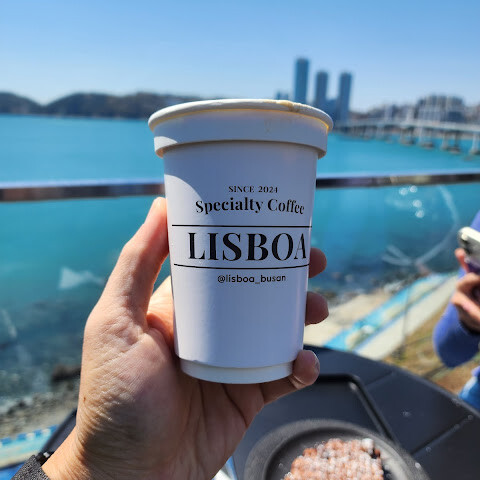 SINCE 2024
Specialty Coffee
LISBOA
@lisboa_busan